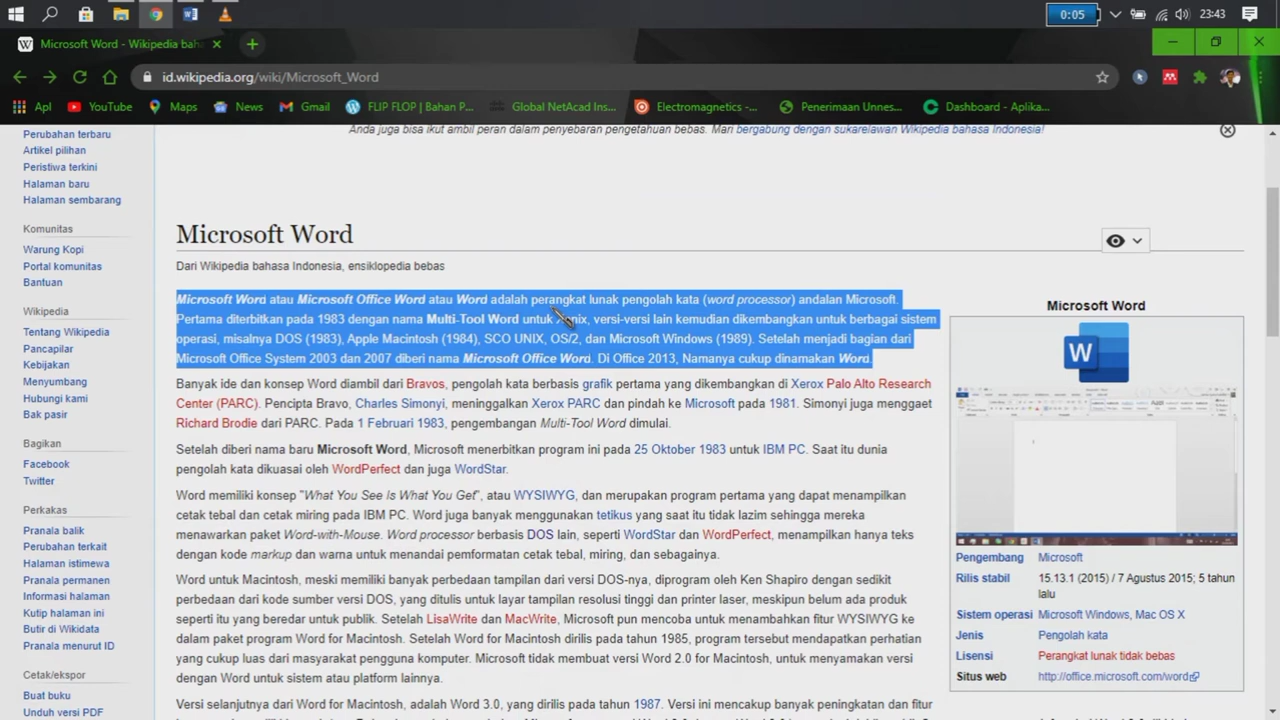 0:05
23:43
Microsoft Word - Wikipedia bah
id.wikipedia.org/wiki/Microsoft_Word
Apl
YouTube
Maps
News
Gmail
FLIP FLOP | Bahan P...
Global NetAcad Ins...
Electromagnetics -...
Penerimaan Unnes...
Dashboard - Aplika...
Perubahan terbaru
Artikel pilihan
Peristiwa terkini
Halaman baru
Halaman sembarang
Komunitas
Warung Kopi
Portal komunitas
Bantuan
Wikipedia
Tentang Wikipedia
Pancapilar
Kebijakan
Menyumbang
Hubungi kami
Bak pasir
Bagikan
Facebook
Twitter
Perkakas
Pranala balik
Perubahan terkait
Halaman istimewa
Pranala permanen
Informasi halaman
Kutip halaman ini
Butir di Wikidata
Pranala menurut ID
Cetak/ekspor
Buat buku
Unduh versi PDF
Anda juga bisa ikut ambil peran dalam penyebaran pengetahuan bebas. Mari bergabung dengan sukarelawan Wikipedia bahasa Indonesia!
Microsoft Word
Dari Wikipedia bahasa Indonesia, ensiklopedia bebas
Microsoft Word atau Microsoft Office Word atau Word adalah perangkat lunak pengolah kata (word processor) andalan Microsoft.
Pertama diterbitkan pada 1983 dengan nama Multi-Tool Word untuk Xenix, versi-versi lain kemudian dikembangkan untuk berbagai sistem
operasi, misalnya DOS (1983), Apple Macintosh (1984), SCO UNIX, OS/2, dan Microsoft Windows (1989). Setelah menjadi bagian dari
Microsoft Office System 2003 dan 2007 diberi nama Microsoft Office Word. Di Office 2013, Namanya cukup dinamakan Word.
Banyak ide dan konsep Word diambil dari Bravos, pengolah kata berbasis grafik pertama yang dikembangkan di Xerox Palo Alto Research
Center (PARC). Pencipta Bravo, Charles Simonyi, meninggalkan Xerox PARC dan pindah ke Microsoft pada 1981. Simonyi juga menggaet
Richard Brodie dari PARC. Pada 1 Februari 1983, pengembangan Multi-Tool Word dimulai.
Setelah diberi nama baru Microsoft Word, Microsoft menerbitkan program ini pada 25 Oktober 1983 untuk IBM PC. Saat itu dunia
pengolah kata dikuasai oleh WordPerfect dan juga WordStar.
Word memiliki konsep "What You See Is What You Get", atau WYSIWYG, dan merupakan program pertama yang dapat menampilkan
cetak tebal dan cetak miring pada IBM PC. Word juga banyak menggunakan tetikus yang saat itu tidak lazim sehingga mereka
menawarkan paket Word-with-Mouse. Word processor berbasis DOS lain, seperti WordStar dan WordPerfect, menampilkan hanya teks
dengan kode markup dan warna untuk menandai pemformatan cetak tebal, miring, dan sebagainya.
Word untuk Macintosh, meski memiliki banyak perbedaan tampilan dari versi DOS-nya, diprogram oleh Ken Shapiro dengan sedikit
perbedaan dari kode sumber versi DOS, yang ditulis untuk layar tampilan resolusi tinggi dan printer laser, meskipun belum ada produk
seperti itu yang beredar untuk publik. Setelah LisaWrite dan MacWrite, Microsoft pun mencoba untuk menambahkan fitur WYSIWYG ke
dalam paket program Word for Macintosh. Setelah Word for Macintosh dirilis pada tahun 1985, program tersebut mendapatkan perhatian
yang cukup luas dari masyarakat pengguna komputer. Microsoft tidak membuat versi Word 2.0 for Macintosh, untuk menyamakan versi
dengan Word untuk sistem atau platform lainnya.
Versi selanjutnya dari Word for Macintosh, adalah Word 3.0, yang dirilis pada tahun 1987. Versi ini mencakup banyak peningkatan dan fitur
Microsoft Word
W
Pengembang Microsoft
Rilis stabil 15.13.1 (2015) / 7 Agustus 2015; 5 tahun
lalu
Sistem operasi Microsoft Windows, Mac OS X
Jenis Pengolah kata
Lisensi Perangkat lunak tidak bebas
Situs web http://office.microsoft.com/word